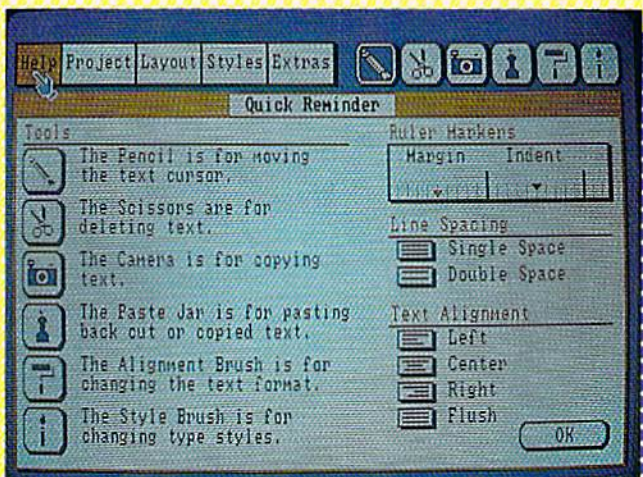 Help Project Layout Styles Extras
Quick Reminder
Tools
The Pencil is for moving
the text cursor.
The Scissors are for
deleting text.
The Camera is for copying
text.
The Paste Jar is for pasting
back cut or copied text.
The Alignment Brush is for
changing the text format.
The Style Brush is for
changing type styles.
Ruler Markers
Margin Indent
Line Spacing
Single Space
Double Space
Text Alignment
Left
Center
Right
Flush
OK